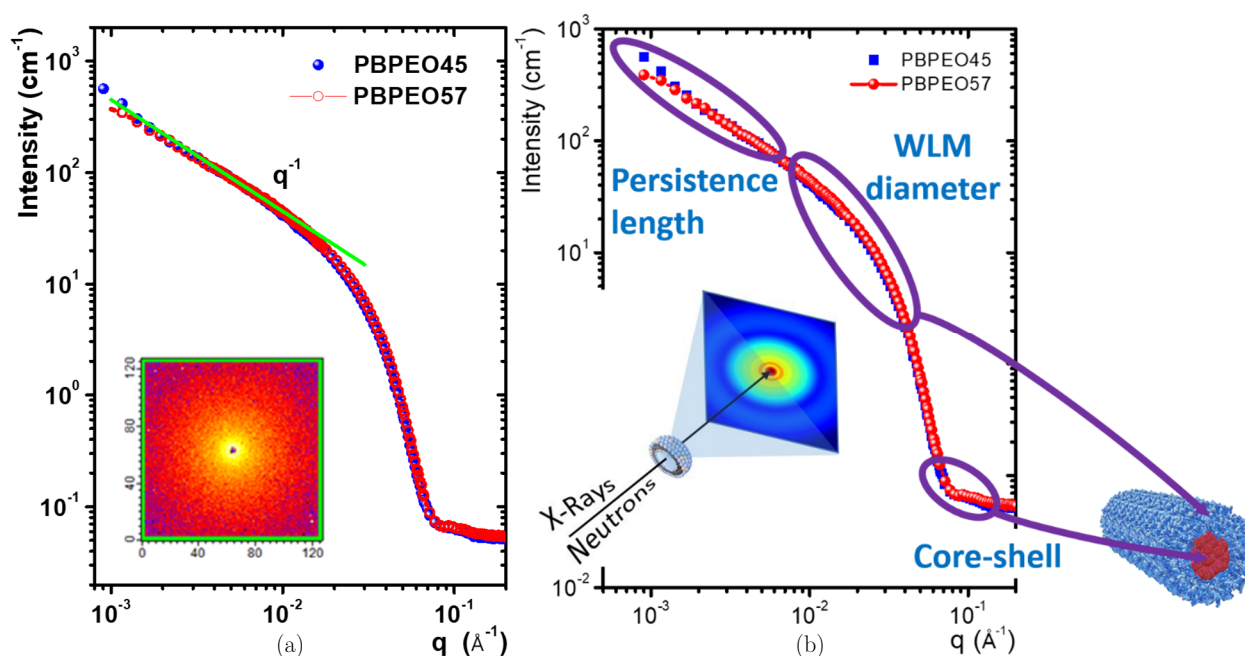 Intensity (cm⁻¹)
10³
10²
10¹
10⁰
10⁻¹
PBPEO45
PBPEO57
q⁻¹
120
80
40
0
0 40 80 120
10⁻³ 10⁻² 10⁻¹
(a)
q (Å⁻¹)
Intensity (cm⁻¹)
10³
10²
10¹
10⁻²
PBPEO45
PBPEO57
WLM
diameter
Persistence
length
X-Rays
Neutrons
Core-shell
10⁻³ 10⁻² 10⁻¹
(b)
q (Å⁻¹)